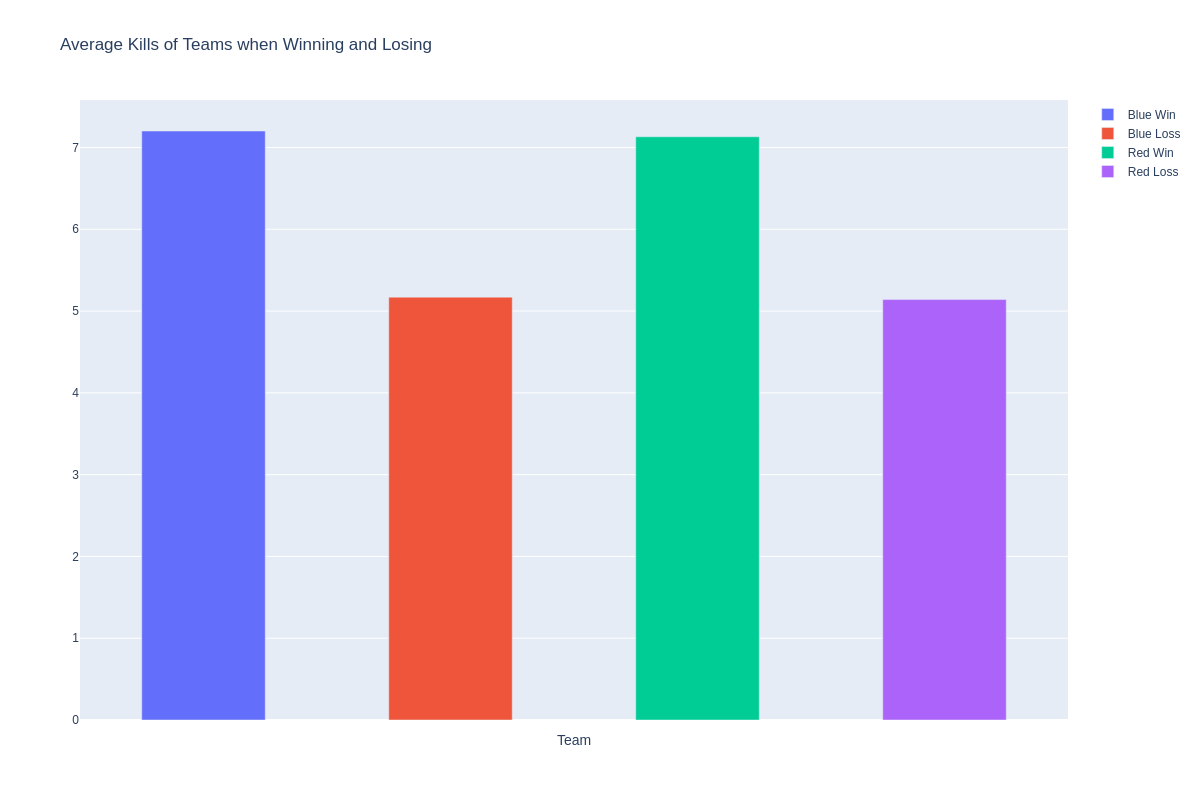 Average Kills of Teams when Winning and Losing
7
6
5
4
3
2
1
0
Team
Blue Win
Blue Loss
Red Win
Red Loss